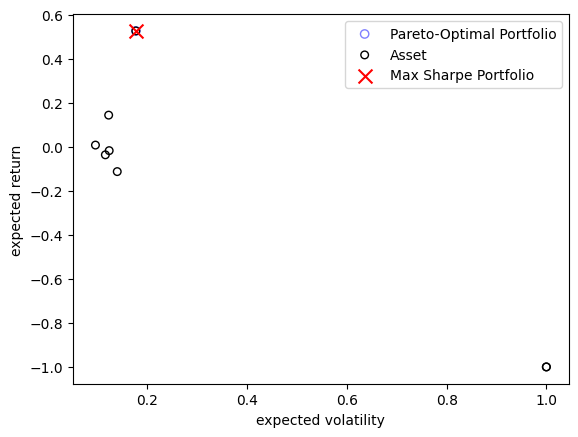 0.6
0.4
0.2
0.0
−0.2
−0.4
−0.6
−0.8
−1.0
expected return
Pareto-Optimal Portfolio
Asset
Max Sharpe Portfolio
0.2 0.4 0.6 0.8 1.0
expected volatility